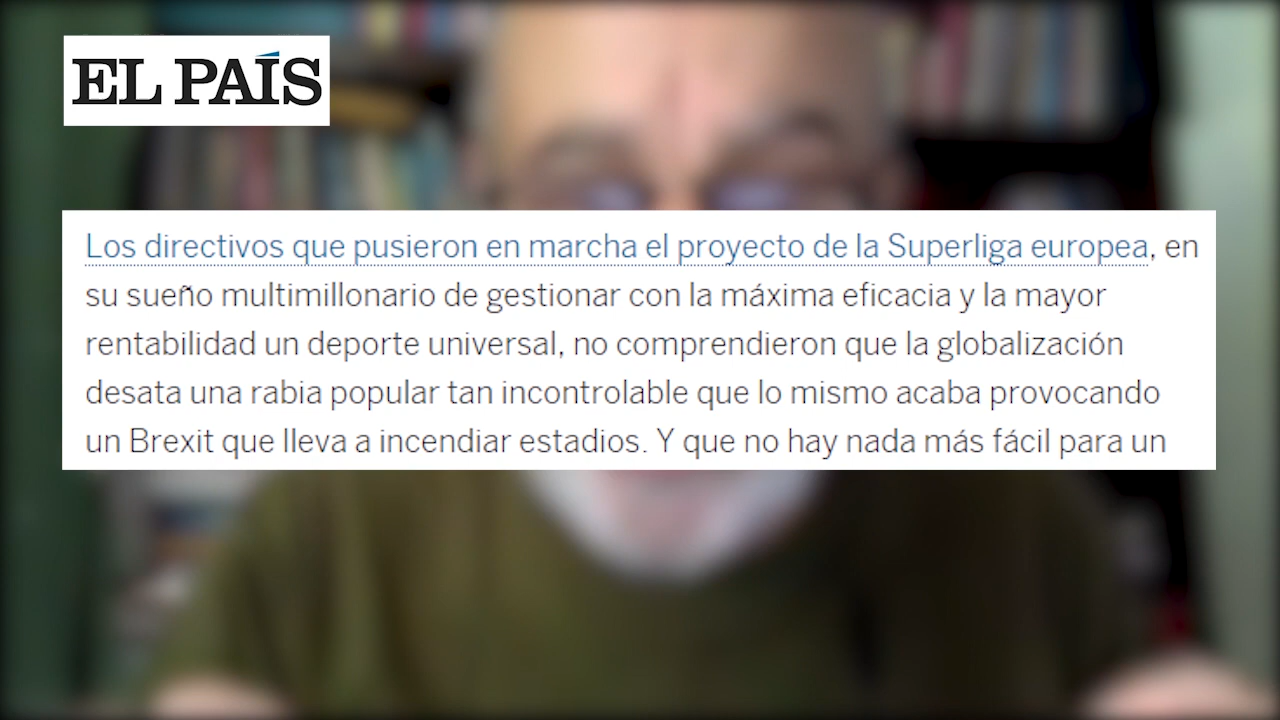 EL PAÍS
Los directivos que pusieron en marcha el proyecto de la Superliga europea, en
su sueño multimillonario de gestionar con la máxima eficacia y la mayor
rentabilidad un deporte universal, no comprendieron que la globalización
desata una rabia popular tan incontrolable que lo mismo acaba provocando
un Brexit que lleva a incendiar estadios. Y que no hay nada más fácil para un